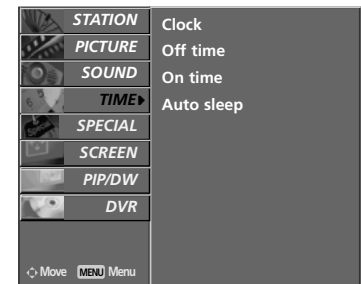 STATION
PICTURE
SOUND
TIME
SPECIAL
SCREEN
PIP/DW
DVR
Clock
Off time
On time
Auto sleep
Move MENU Menu